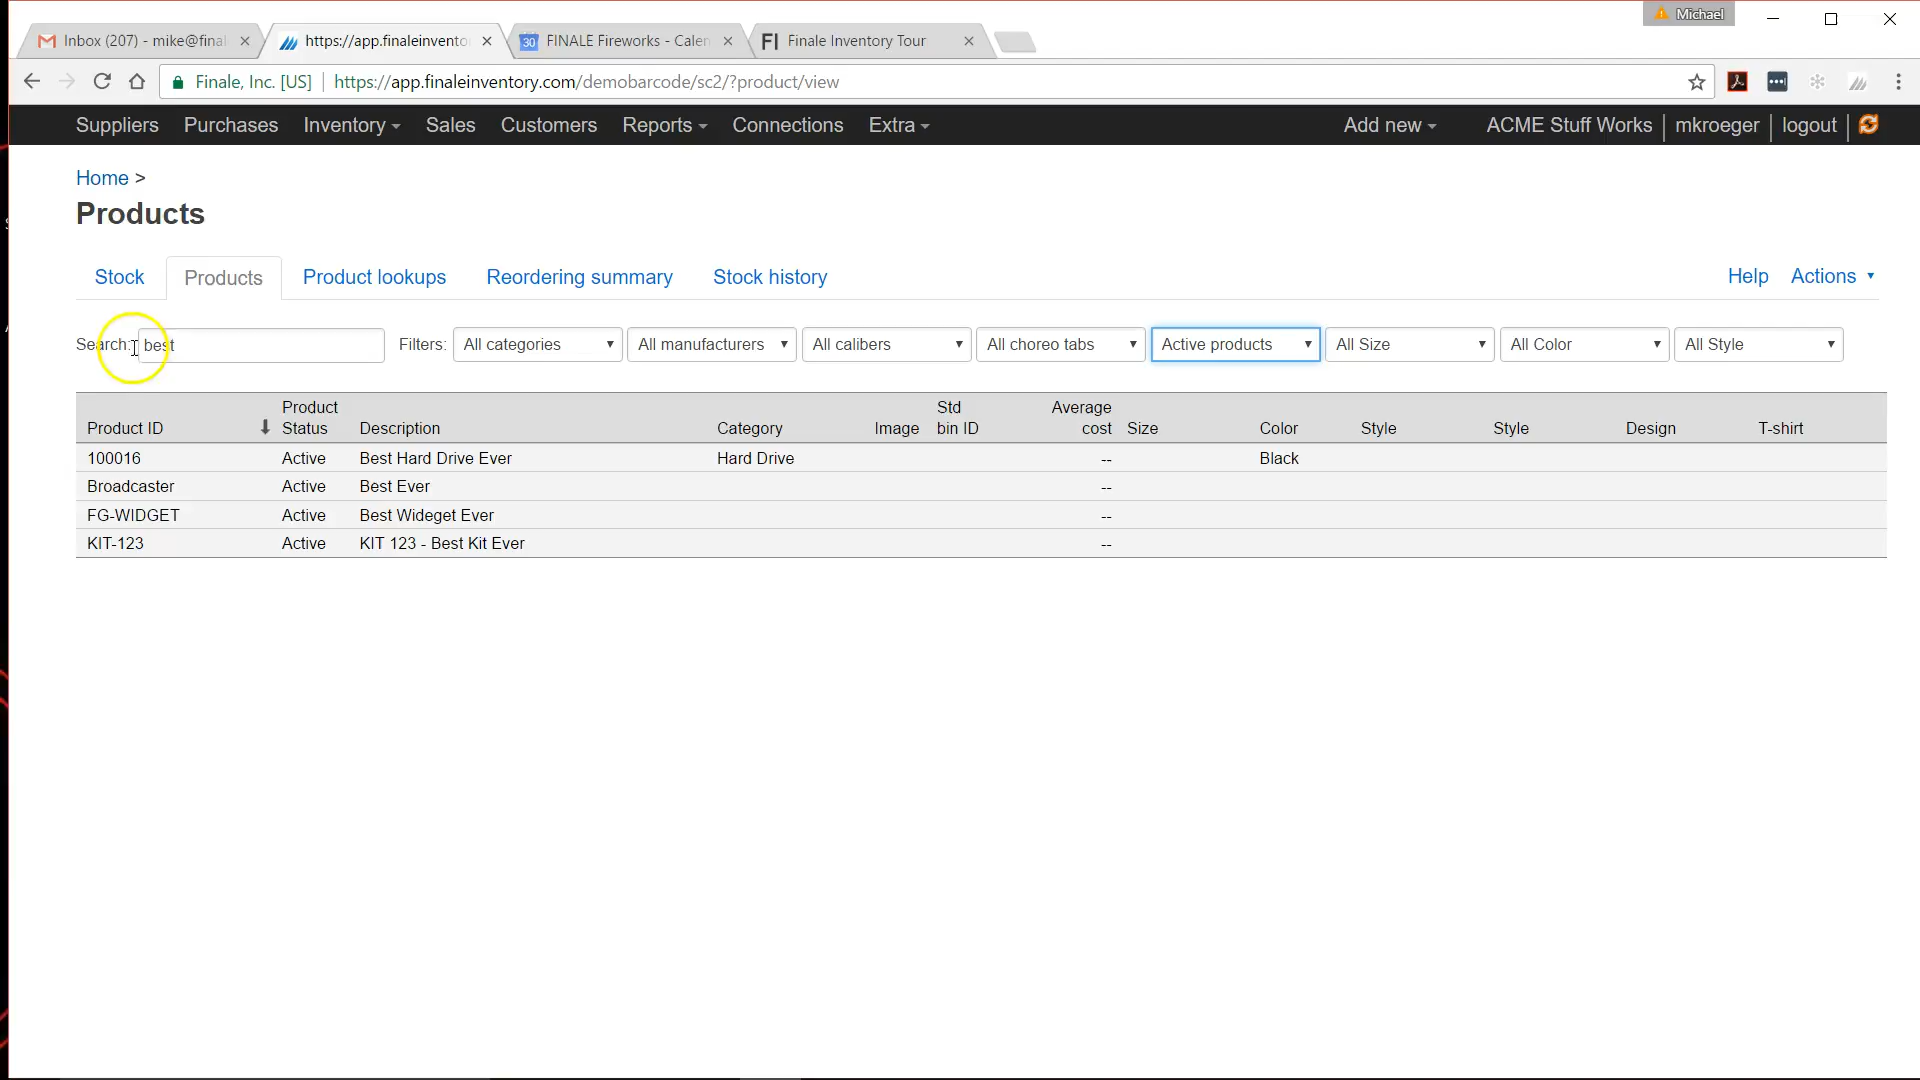 Michael
Inbox (207) - mike@final
https://app.finaleinvento
30 FINALE Fireworks - Calen
FI Finale Inventory Tour
Finale, Inc. [US] | https://app.finaleinventory.com/demobarcode/sc2/?product/view
Suppliers Purchases Inventory Sales Customers Reports Connections Extra Add new ACME Stuff Works mkroeger logout
Home >
Products
Stock Products Product lookups Reordering summary Stock history Help Actions
Search: best Filters: All categories All manufacturers All calibers All choreo tabs Active products All Size All Color All Style
Product ID Product Status Description Category Image Std bin ID Average cost Size Color Style Style Design T-shirt
100016 Active Best Hard Drive Ever Hard Drive -- Black
Broadcaster Active Best Ever --
FG-WIDGET Active Best Wideget Ever --
KIT-123 Active KIT 123 - Best Kit Ever --